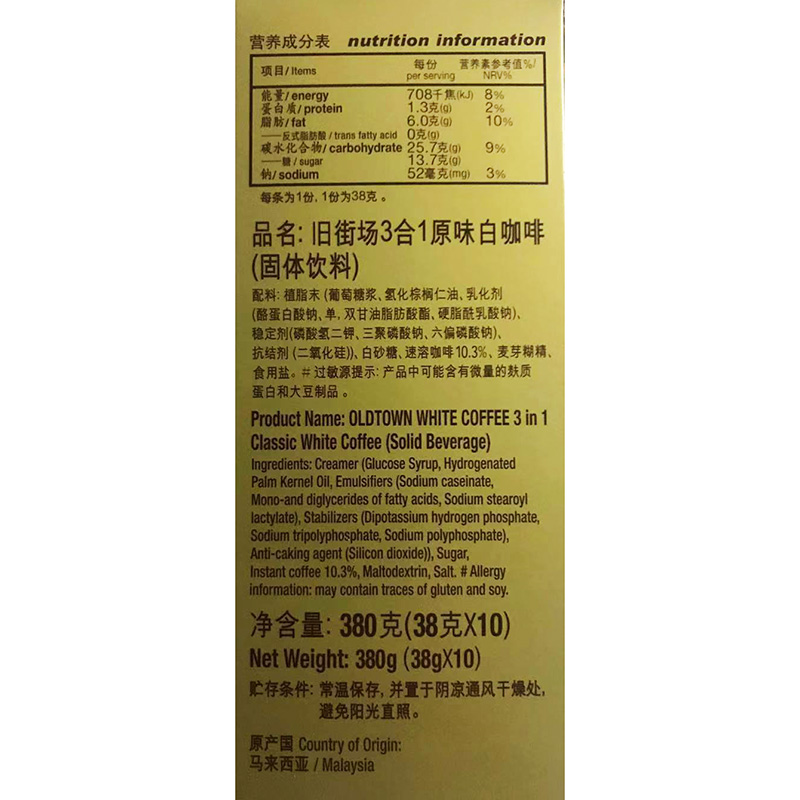 营养成分表 nutrition information
项目/Items 每份 per serving 营养素参考值%/ NRV%
能量/energy 708千焦(kJ) 8%
蛋白质/protein 1.3克(g) 2%
脂肪/fat 6.0克(g) 10%
——反式脂肪酸/trans fatty acid 0克(g)
碳水化合物/carbohydrate 25.7克(g) 9%
——糖/sugar 13.7克(g)
钠/sodium 52毫克(mg) 3%
每条为1份, 1份为38克。
品名: 旧街场3合1原味白咖啡
(固体饮料)
配料: 植脂末 (葡萄糖浆、氢化棕榈仁油、乳化剂
(酪蛋白酸钠、单, 双甘油脂肪酸酯、硬脂酰乳酸钠)、
稳定剂(磷酸氢二钾、三聚磷酸钠、六偏磷酸钠)、
抗结剂 (二氧化硅))、白砂糖、速溶咖啡10.3%、麦芽糊精、
食用盐。# 过敏源提示: 产品中可能含有微量的麸质
蛋白和大豆制品。
Product Name: OLDTOWN WHITE COFFEE 3 in 1
Classic White Coffee (Solid Beverage)
Ingredients: Creamer (Glucose Syrup, Hydrogenated
Palm Kernel Oil, Emulsifiers (Sodium caseinate,
Mono-and diglycerides of fatty acids, Sodium stearoyl
lactylate), Stabilizers (Dipotassium hydrogen phosphate,
Sodium tripolyphosphate, Sodium polyphosphate),
Anti-caking agent (Silicon dioxide)), Sugar,
Instant coffee 10.3%, Maltodextrin, Salt. # Allergy
information: may contain traces of gluten and soy.
净含量: 380克(38克X10)
Net Weight: 380g (38gX10)
贮存条件: 常温保存, 并置于阴凉通风干燥处,
避免阳光直照。
原产国 Country of Origin:
马来西亚 / Malaysia